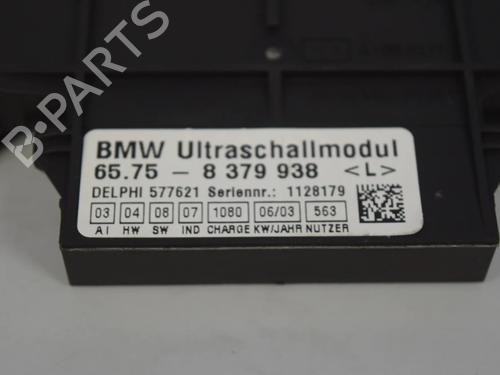 B-PARTS
BMW Ultraschallmodul
65.75 - 8 379 938 <L>
DELPHI 577621 Seriennr.: 1128179
03 04 08 07 1080 06/03 563
AI HW SW IND CHARGE KW/JAHR NUTZER